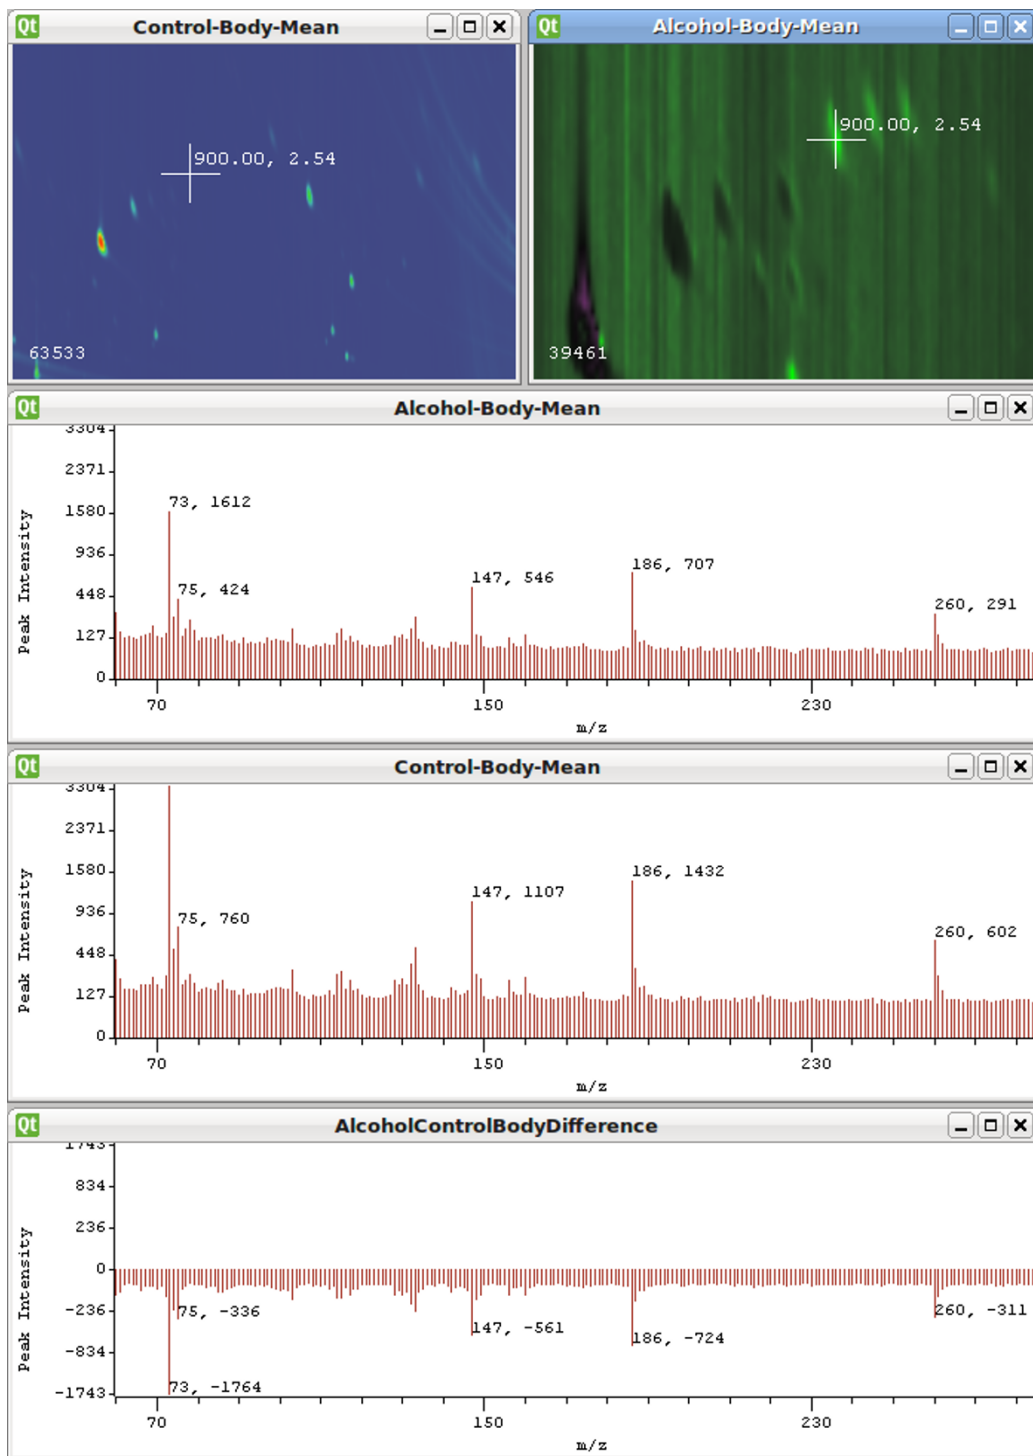 Qt Control-Body-Mean
900.00, 2.54
63533
Qt Alcohol-Body-Mean
900.00, 2.54
39461
Qt Alcohol-Body-Mean
Peak Intensity
3304
2371
1580
936
448
127
0
73, 1612
75, 424
147, 546
186, 707
260, 291
70 150 230
m/z
Qt Control-Body-Mean
Peak Intensity
3304
2371
1580
936
448
127
0
75, 760
147, 1107
186, 1432
260, 602
70 150 230
m/z
Qt AlcoholControlBodyDifference
Peak Intensity
1743
834
236
0
-236
-834
-1743
75, -336
147, -561
186, -724
260, -311
73, -1764
70 150 230
m/z